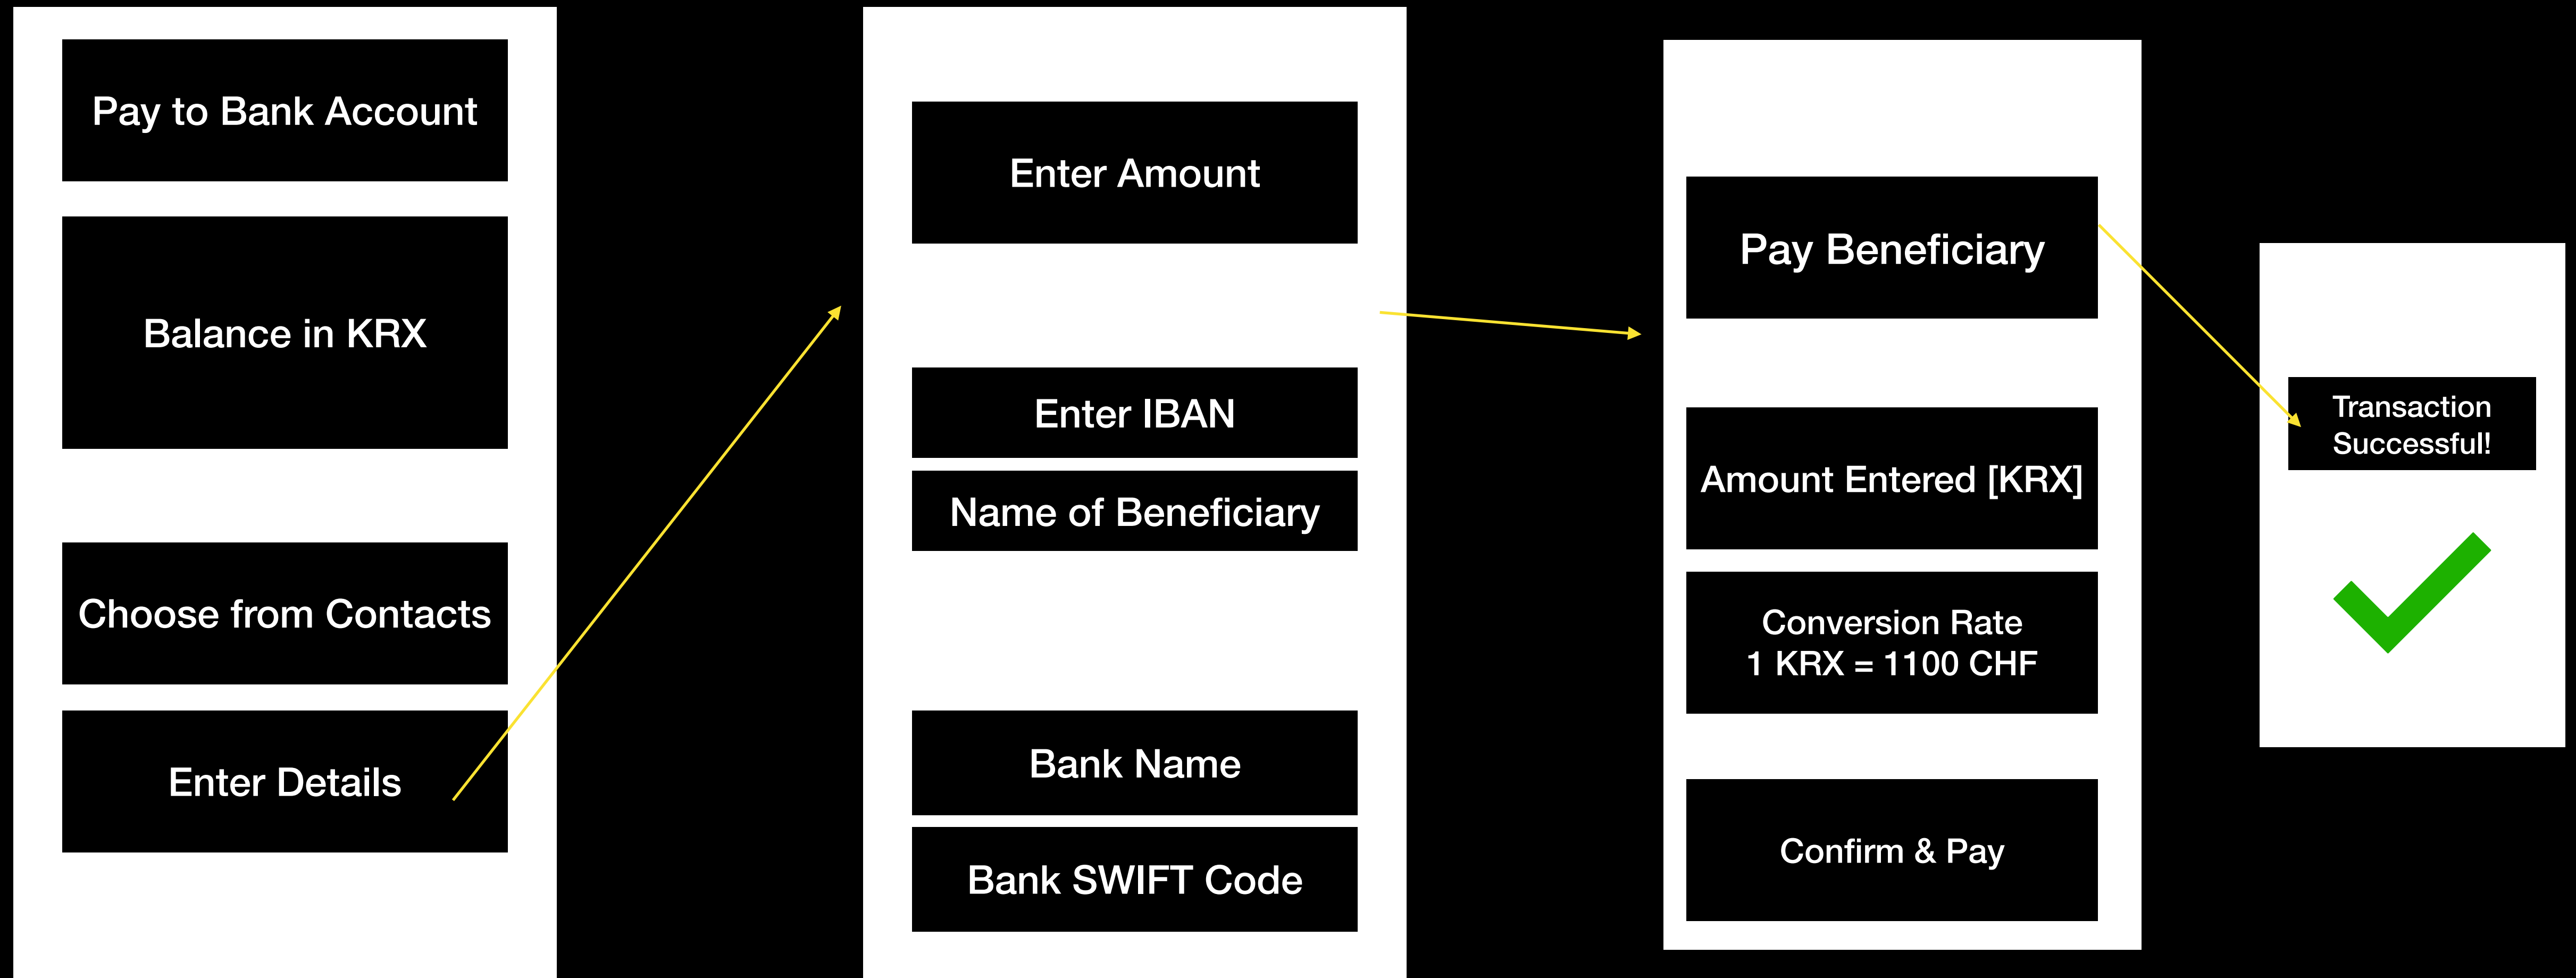 Pay to Bank Account
Balance in KRX
Choose from Contacts
Enter Details
Enter Amount
Enter IBAN
Name of Beneficiary
Bank Name
Bank SWIFT Code
Pay Beneficiary
Amount Entered [KRX]
Conversion Rate
1 KRX = 1100 CHF
Confirm & Pay
Transaction
Successful!